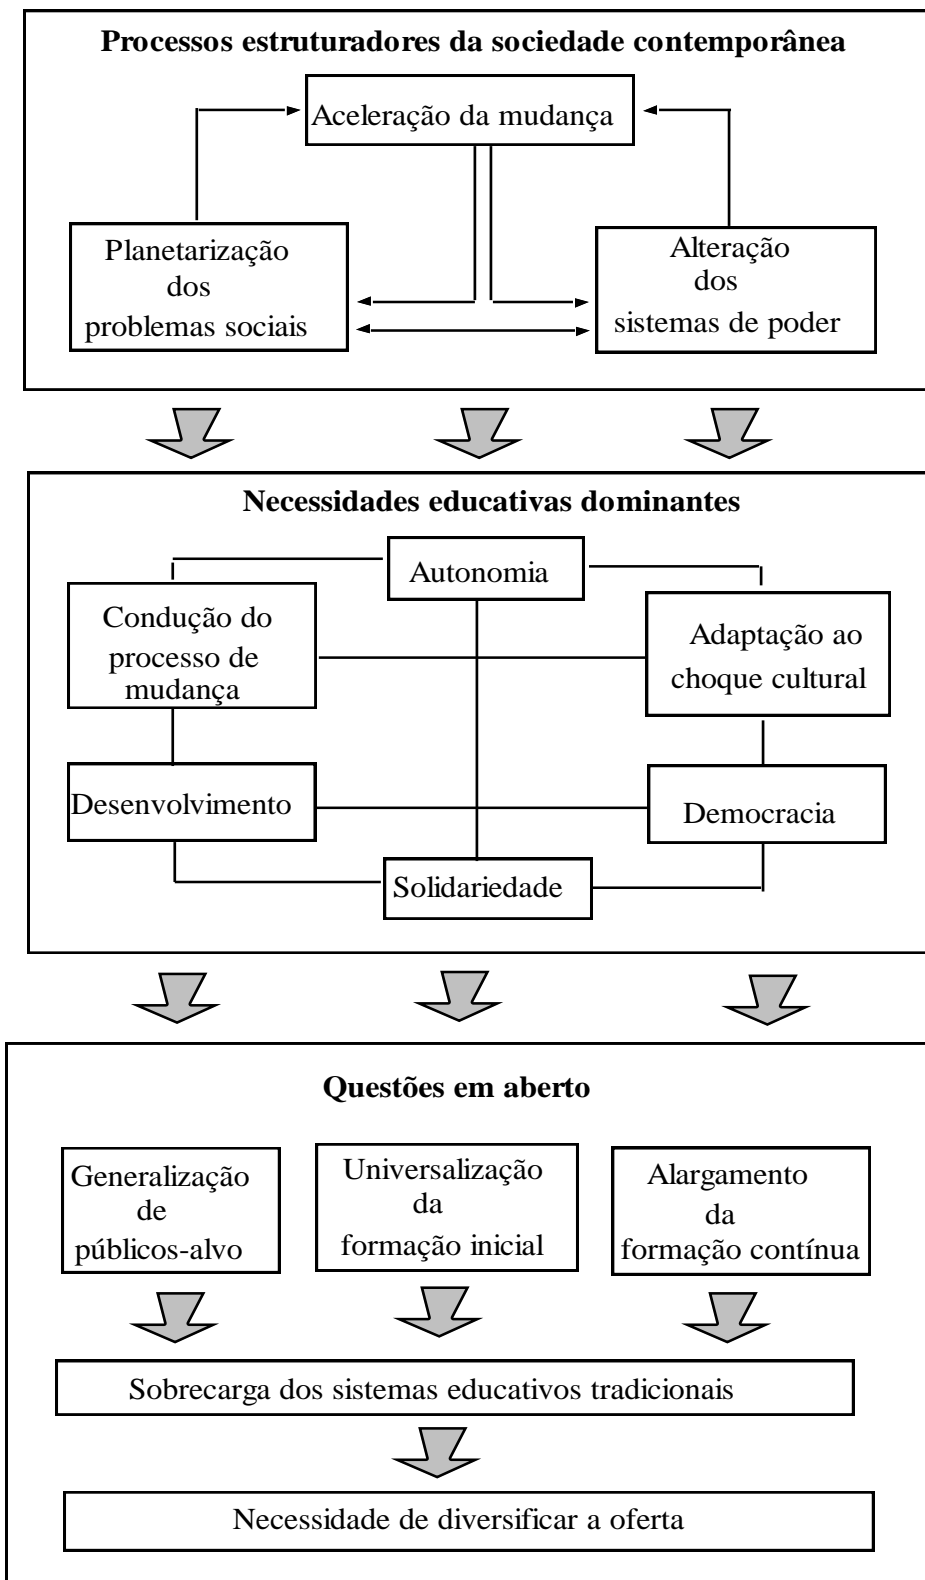 Processos estruturadores da sociedade contemporânea
Aceleração da mudança
Planetarização
dos
problemas sociais
Alteração
dos
sistemas de poder
Necessidades educativas dominantes
Autonomia
Condução do
processo de
mudança
Adaptação ao
choque cultural
Desenvolvimento
Democracia
Solidariedade
Questões em aberto
Generalização
de
públicos-alvo
Universalização
da
formação inicial
Alargamento
da
formação contínua
Sobrecarga dos sistemas educativos tradicionais
Necessidade de diversificar a oferta